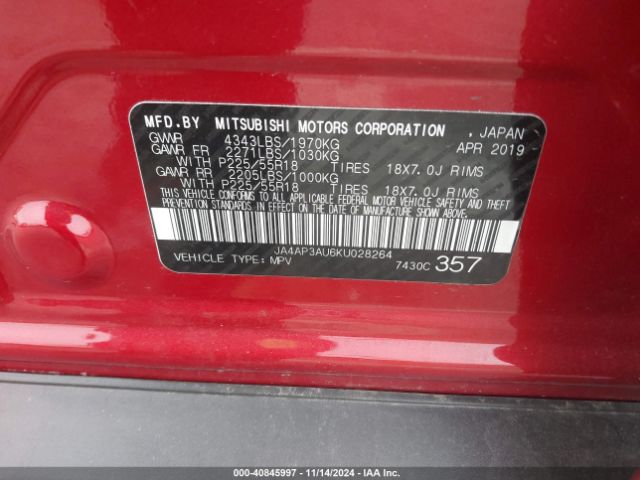 MFD.BY MITSUBISHI MOTORS CORPORATION , JAPAN
GVWR 4343LBS/1970KG APR 2019
GAWR FR 2271LBS/1030KG
WITH P225/55R18 TIRES 18X7.0J RIMS
GAWR RR 2205LBS/1000KG
WITH P225/55R18 TIRES 18X7.0J RIMS
THIS VEHICLE CONFORMS TO ALL APPLICABLE FEDERAL MOTOR VEHICLE SAFETY AND THEFT
PREVENTION STANDARDS IN EFFECT ON THE DATE OF MANUFACTURE SHOWN ABOVE.
JA4AP3AU6KU028264
VEHICLE TYPE: MPV 7430C 357
000-40845997 - 11/14/2024 - IAAI.COM